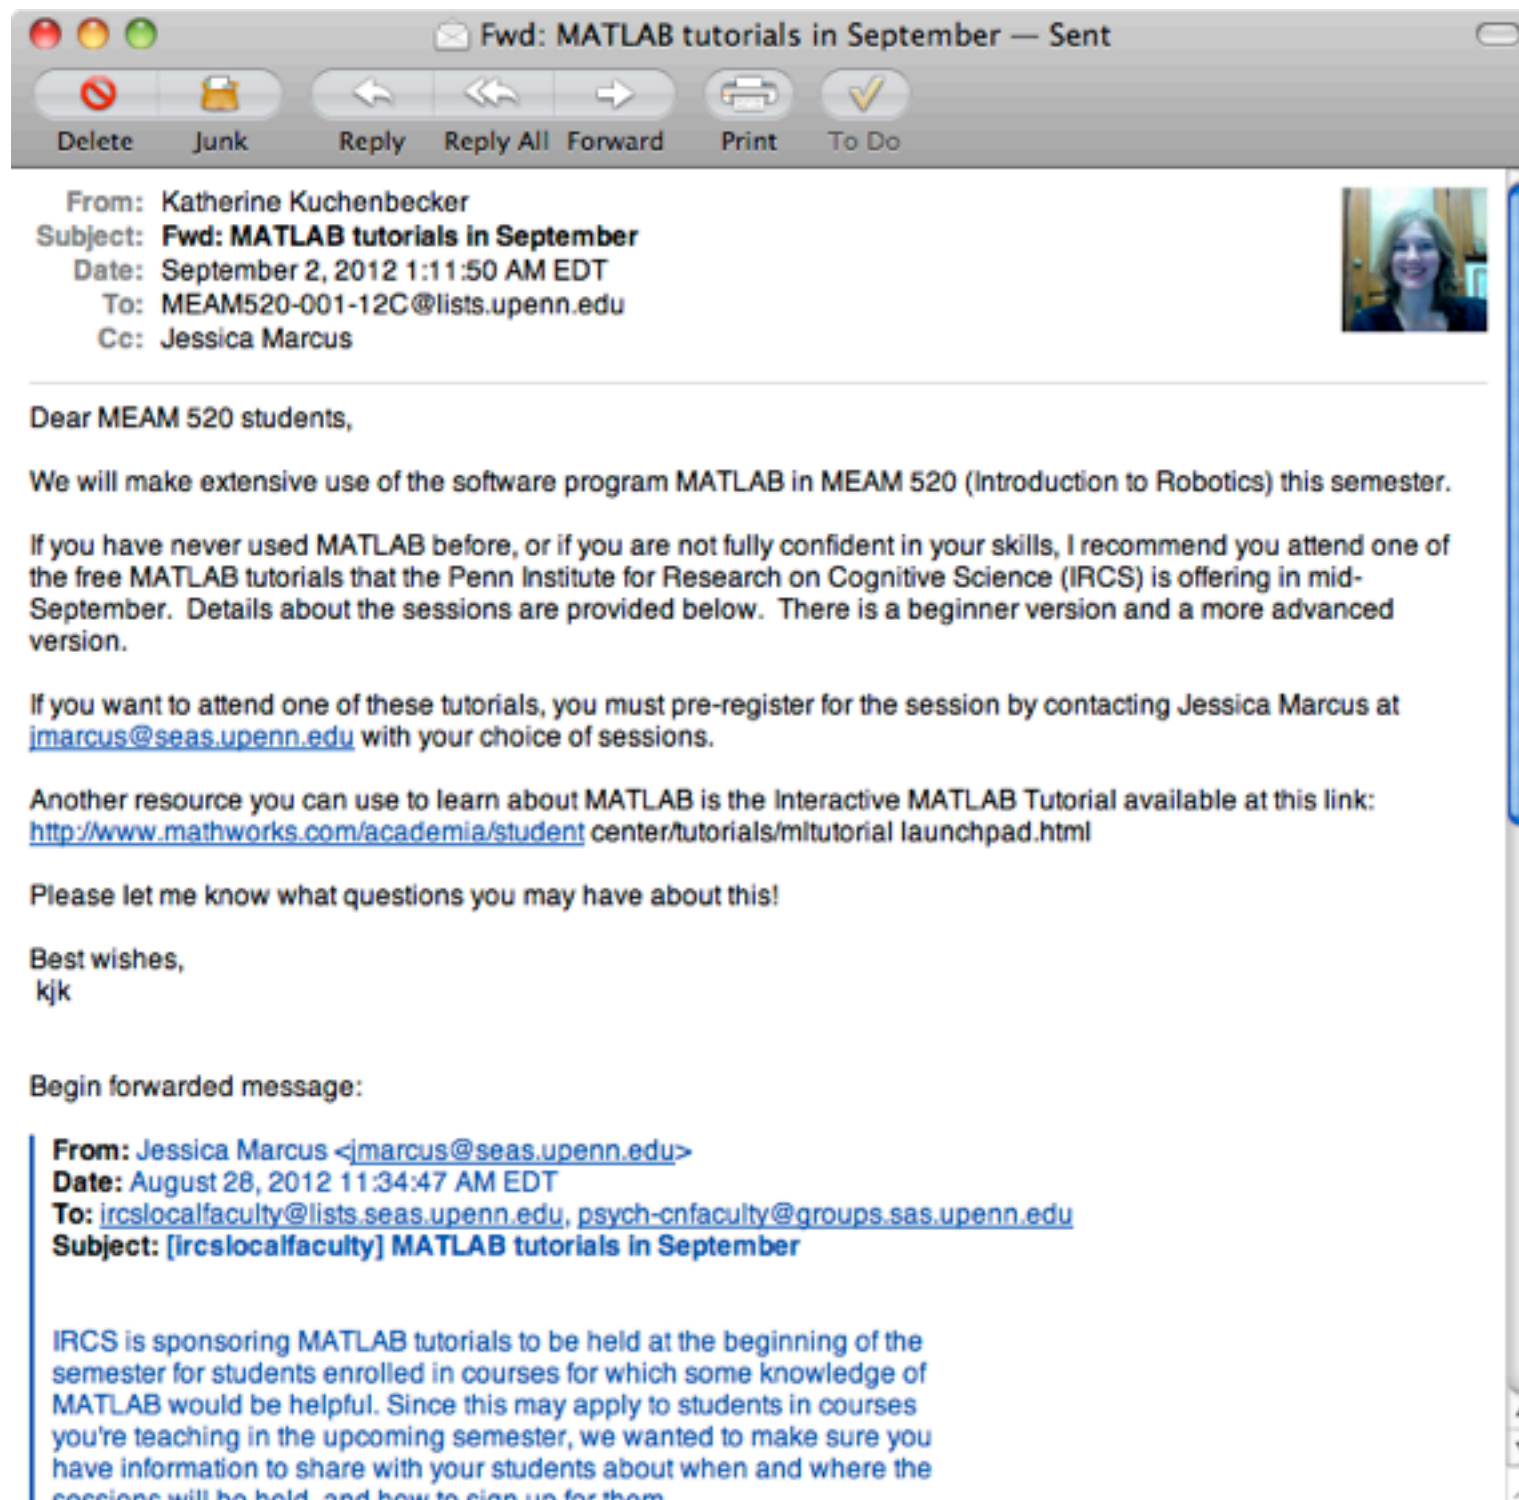 Fwd: MATLAB tutorials in September — Sent
Delete Junk Reply Reply All Forward Print To Do
From: Katherine Kuchenbecker
Subject: Fwd: MATLAB tutorials in September
Date: September 2, 2012 1:11:50 AM EDT
To: MEAM520-001-12C@lists.upenn.edu
Cc: Jessica Marcus
Dear MEAM 520 students,
We will make extensive use of the software program MATLAB in MEAM 520 (Introduction to Robotics) this semester.
If you have never used MATLAB before, or if you are not fully confident in your skills, I recommend you attend one of
the free MATLAB tutorials that the Penn Institute for Research on Cognitive Science (IRCS) is offering in mid-
September.  Details about the sessions are provided below.  There is a beginner version and a more advanced
version.
If you want to attend one of these tutorials, you must pre-register for the session by contacting Jessica Marcus at
jmarcus@seas.upenn.edu with your choice of sessions.
Another resource you can use to learn about MATLAB is the Interactive MATLAB Tutorial available at this link:
http://www.mathworks.com/academia/student center/tutorials/mltutorial launchpad.html
Please let me know what questions you may have about this!
Best wishes,
kjk
Begin forwarded message:
From: Jessica Marcus <jmarcus@seas.upenn.edu>
Date: August 28, 2012 11:34:47 AM EDT
To: ircslocalfaculty@lists.seas.upenn.edu, psych-cnfaculty@groups.sas.upenn.edu
Subject: [ircslocalfaculty] MATLAB tutorials in September
IRCS is sponsoring MATLAB tutorials to be held at the beginning of the
semester for students enrolled in courses for which some knowledge of
MATLAB would be helpful. Since this may apply to students in courses
you're teaching in the upcoming semester, we wanted to make sure you
have information to share with your students about when and where the
sessions will be held, and how to sign up for them